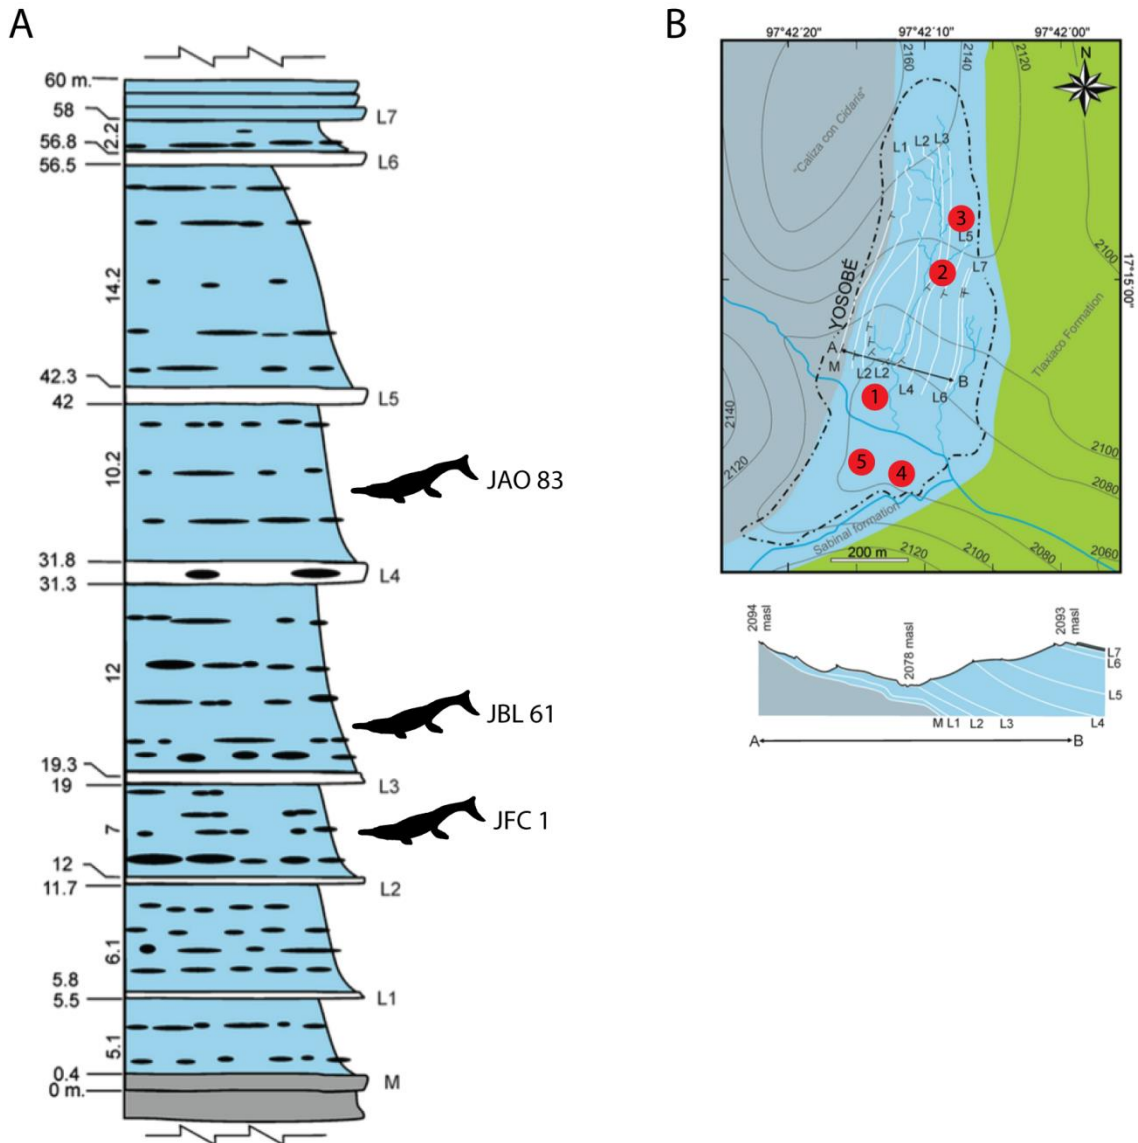 A
60 m.
58
2.2
L7
56.8
56.5
L6
14.2
42.3
42
L5
10.2
JAO 83
31.8
31.3
L4
12
JBL 61
19.3
19
L3
7
JFC 1
12
11.7
L2
6.1
5.8
5.5
L1
5.1
0.4
0 m.
M
B
97°42´20" 97°42´10" 97°42´00"
2160 2140 2120
N
"Caliza con Cidaris"
L1 L2 L3
3
L5
2100
2
L7
17°15´00"
YOSOBÉ
Tlaxiaco Formation
A
M
L2 L2
L4
L6
B
1
2140
2120
2100
5
4
2080
Sabinal formation
200 m
2120 2100 2080 2060
2094 masl
2078 masl
2093 masl
L7
L6
L5
M L1 L2 L3 L4
A B